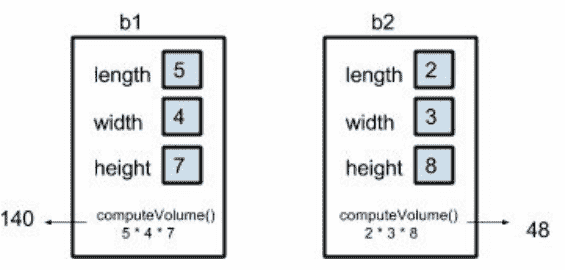 b1
length 5
width 4
height 7
computeVolume()
5 * 4 * 7
140
b2
length 2
width 3
height 8
computeVolume()
2 * 3 * 8
48